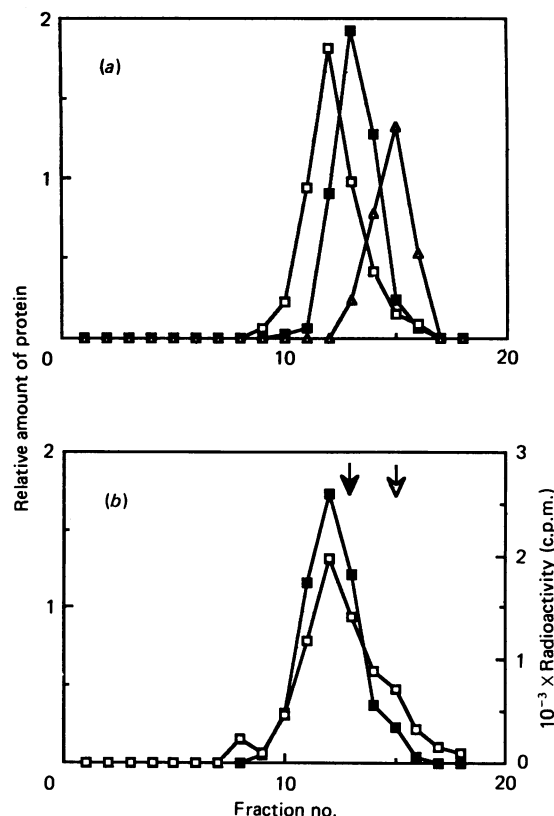 2
(a)
1
0
10
20
Relative amount of protein
2
3
(b)
2
1
1
0
0
10
20
10⁻³ × Radioactivity (c.p.m.)
Fraction no.